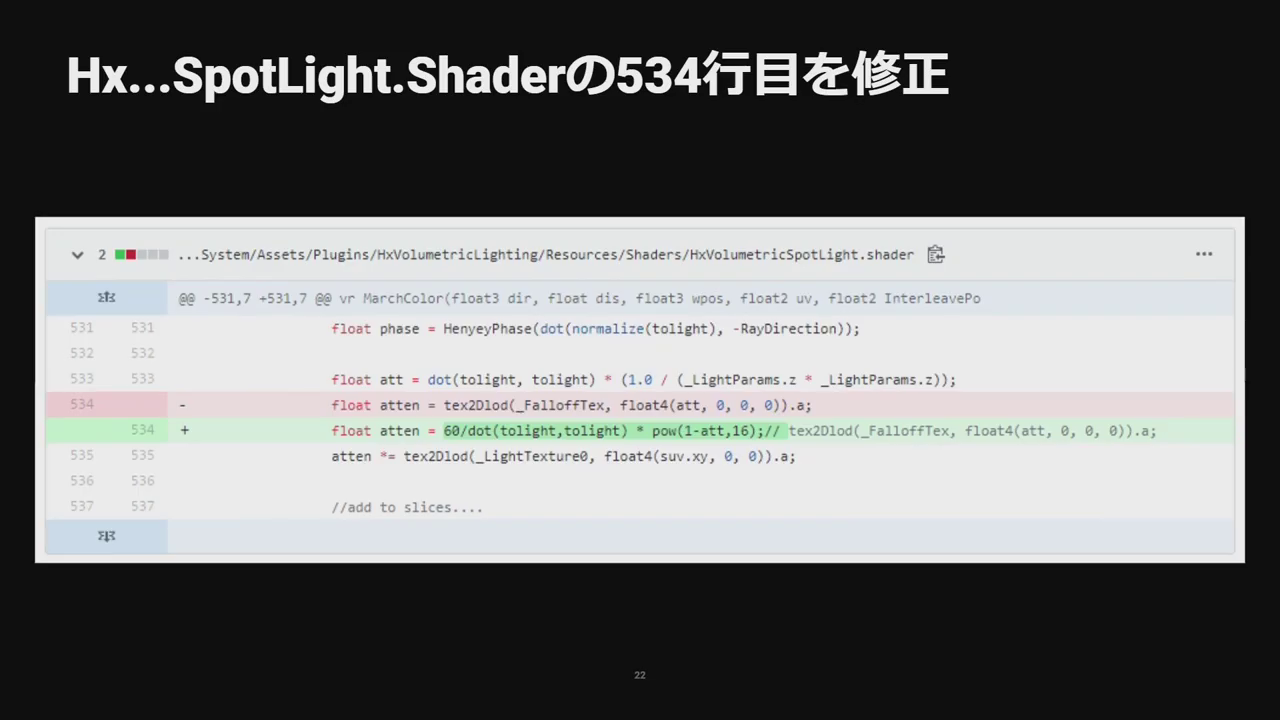 Hx...SpotLight.Shaderの534行目を修正
2 ...System/Assets/Plugins/HxVolumetricLighting/Resources/Shaders/HxVolumetricSpotLight.shader ...
@@ -531,7 +531,7 @@ vr MarchColor(float3 dir, float dis, float3 wpos, float2 uv, float2 InterleavePo
531 531 float phase = HenyeyPhase(dot(normalize(tolight), -RayDirection));
532 532
533 533 float att = dot(tolight, tolight) * (1.0 / (_LightParams.z * _LightParams.z));
534 - float atten = tex2Dlod(_FalloffTex, float4(att, 0, 0, 0)).a;
534 + float atten = 60/dot(tolight,tolight) * pow(1-att,16);// tex2Dlod(_FalloffTex, float4(att, 0, 0, 0)).a;
535 535 atten *= tex2Dlod(_LightTexture0, float4(suv.xy, 0, 0)).a;
536 536
537 537 //add to slices....
22